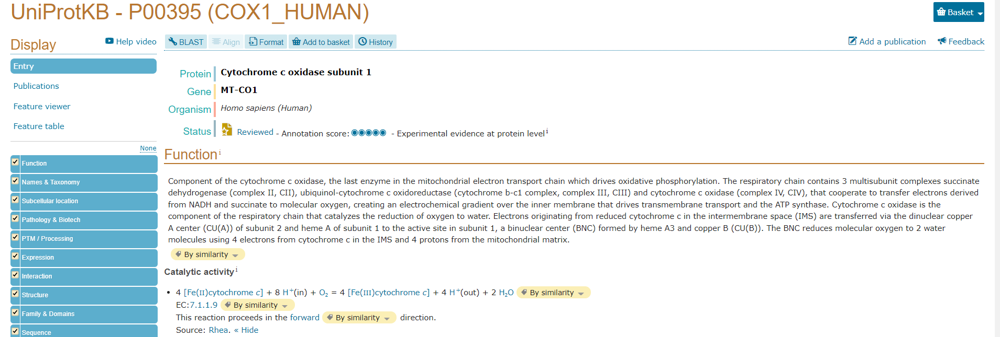 UniProtKB - P00395 (COX1_HUMAN)
Basket
Display
Help video
BLAST Align Format Add to basket History
Add a publication Feedback
Entry
Publications
Feature viewer
Feature table
None
Function
Names & Taxonomy
Subcellular location
Pathology & Biotech
PTM / Processing
Expression
Interaction
Structure
Family & Domains
Sequence
Protein Cytochrome c oxidase subunit 1
Gene MT-CO1
Organism Homo sapiens (Human)
Status Reviewed - Annotation score: - Experimental evidence at protein level i
Function i
Component of the cytochrome c oxidase, the last enzyme in the mitochondrial electron transport chain which drives oxidative phosphorylation. The respiratory chain contains 3 multisubunit complexes succinate
dehydrogenase (complex II, CII), ubiquinol-cytochrome c oxidoreductase (cytochrome b-c1 complex, complex III, CIII) and cytochrome c oxidase (complex IV, CIV), that cooperate to transfer electrons derived
from NADH and succinate to molecular oxygen, creating an electrochemical gradient over the inner membrane that drives transmembrane transport and the ATP synthase. Cytochrome c oxidase is the
component of the respiratory chain that catalyzes the reduction of oxygen to water. Electrons originating from reduced cytochrome c in the intermembrane space (IMS) are transferred via the dinuclear copper
A center (CU(A)) of subunit 2 and heme A of subunit 1 to the active site in subunit 1, a binuclear center (BNC) formed by heme A3 and copper B (CU(B)). The BNC reduces molecular oxygen to 2 water
molecules using 4 electrons from cytochrome c in the IMS and 4 protons from the mitochondrial matrix.
By similarity
Catalytic activity i
• 4 [Fe(II)cytochrome c] + 8 H⁺(in) + O₂ = 4 [Fe(III)cytochrome c] + 4 H⁺(out) + 2 H₂O By similarity
EC:7.1.1.9 By similarity
This reaction proceeds in the forward By similarity direction.
Source: Rhea. « Hide